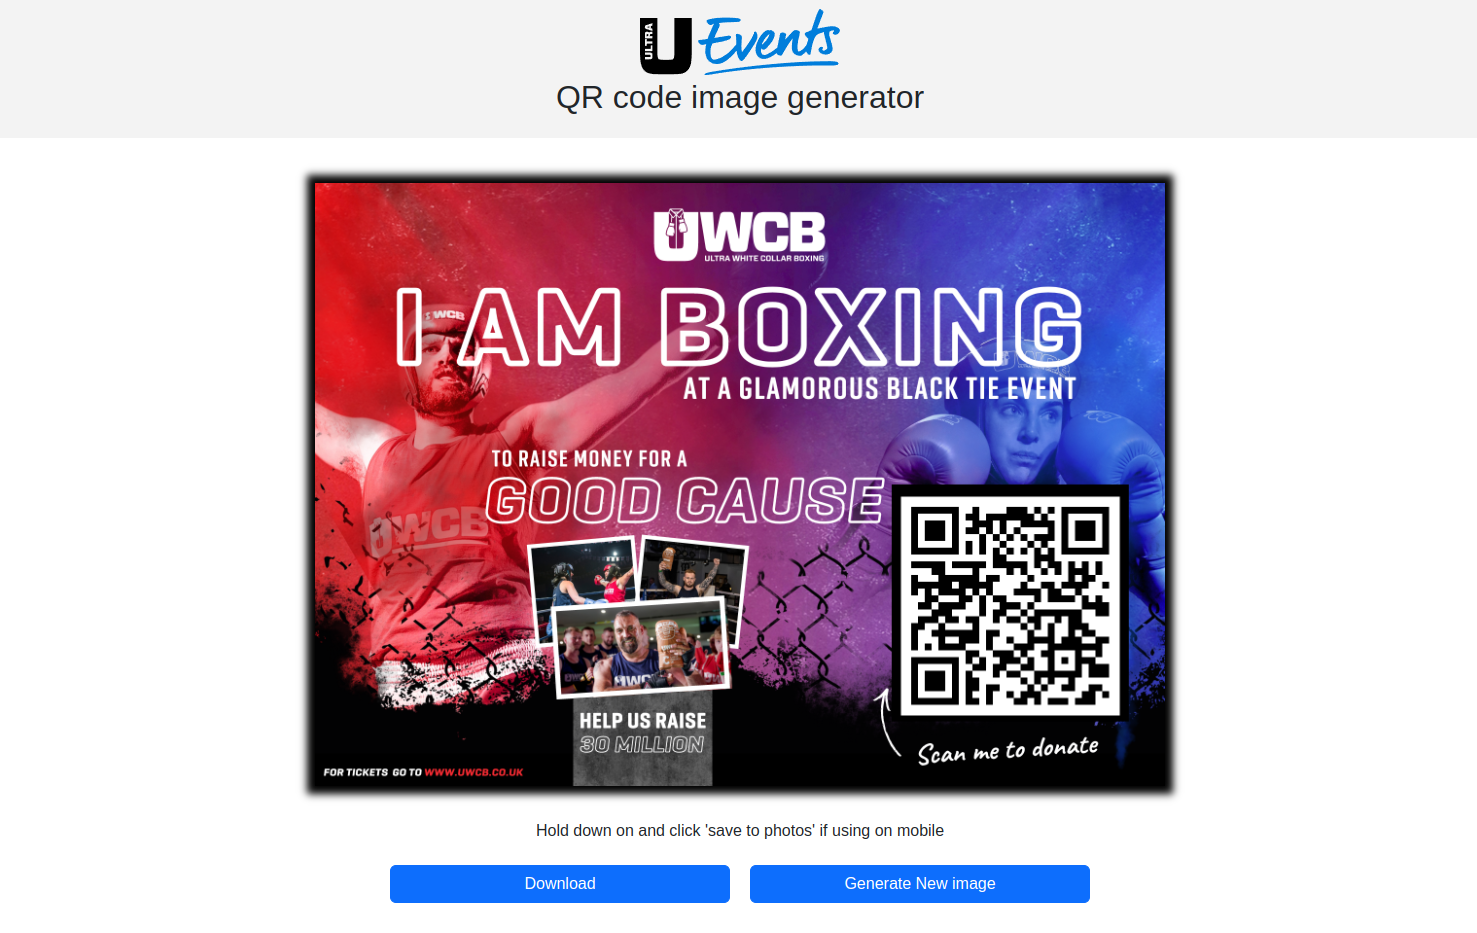 ULTRA
U Events
QR code image generator
UWCB
ULTRA WHITE COLLAR BOXING
I AM BOXING
AT A GLAMOROUS BLACK TIE EVENT
UWCB
TO RAISE MONEY FOR A
GOOD CAUSE
UWCB
UWCB
HELP US RAISE
30 MILLION
Scan me to donate
FOR TICKETS GO TO WWW.UWCB.CO.UK
Hold down on and click 'save to photos' if using on mobile
Download
Generate New image